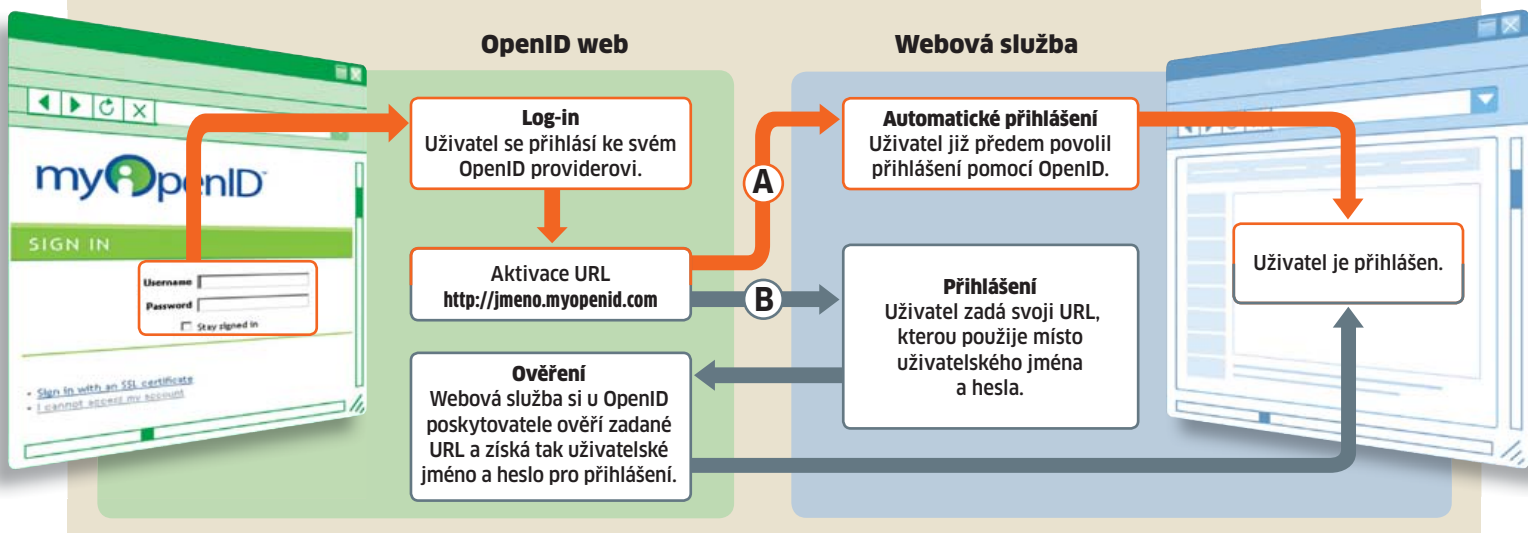 OpenID web
Webová služba
myOpenID
SIGN IN
Username
Password
Stay signed in
Sign in with an SSL certificate
I cannot access my account
Log-in
Uživatel se přihlásí ke svém
OpenID providerovi.
Aktivace URL
http://jmeno.myopenid.com
A
B
Automatické přihlášení
Uživatel již předem povolil
přihlášení pomocí OpenID.
Přihlášení
Uživatel zadá svoji URL,
kterou použije místo
uživatelského jména
a hesla.
Ověření
Webová služba si u OpenID
poskytovatele ověří zadané
URL a získá tak uživatelské
jméno a heslo pro přihlášení.
Uživatel je přihlášen.